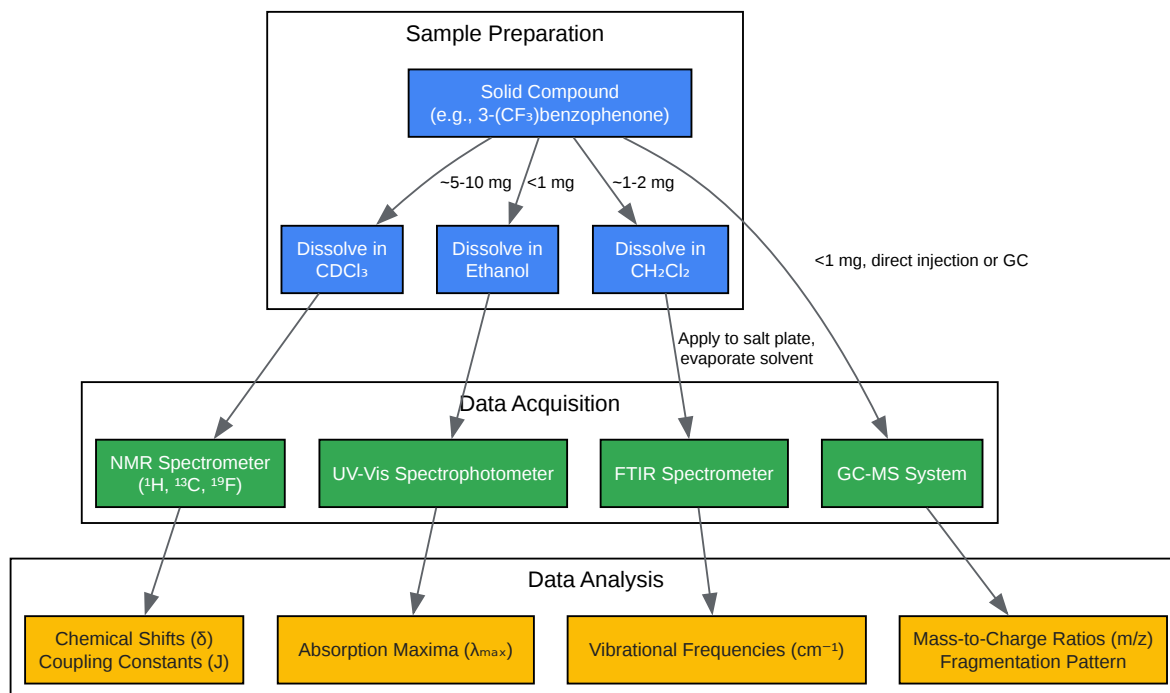 Sample Preparation
Solid Compound
(e.g., 3-(CF₃)benzophenone)
~5-10 mg
<1 mg
~1-2 mg
Dissolve in
CDCl₃
Dissolve in
Ethanol
Dissolve in
CH₂Cl₂
<1 mg, direct injection or GC
Apply to salt plate,
evaporate solvent
Data Acquisition
NMR Spectrometer
(¹H, ¹³C, ¹⁹F)
UV-Vis Spectrophotometer
FTIR Spectrometer
GC-MS System
Data Analysis
Chemical Shifts (δ)
Coupling Constants (J)
Absorption Maxima (λₘₐₓ)
Vibrational Frequencies (cm⁻¹)
Mass-to-Charge Ratios (m/z)
Fragmentation Pattern